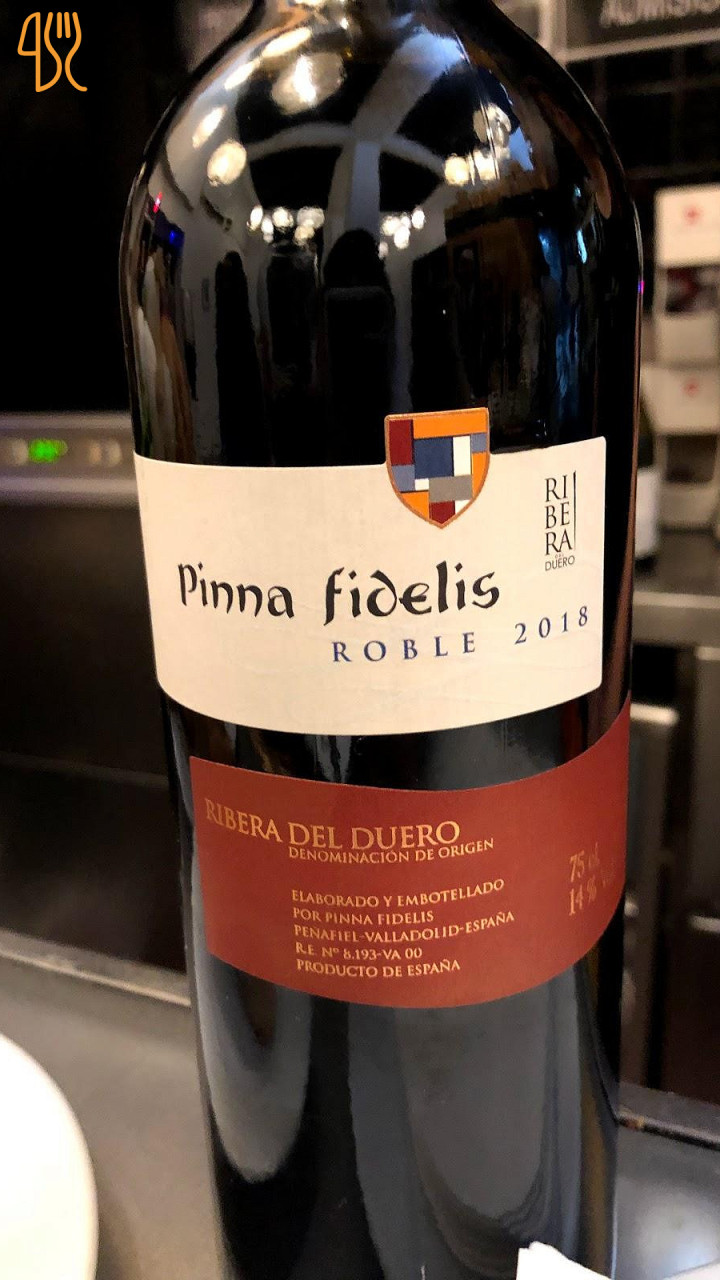 RI
BE
RA
DEL
DUERO
Pinna fidelis
ROBLE 2018
RIBERA DEL DUERO
DENOMINACIÓN DE ORIGEN
75 cl.
14%
ELABORADO Y EMBOTELLADO
POR PINNA FIDELIS
PEÑAFIEL-VALLADOLID-ESPAÑA
R.E. Nº 8.193-VA 00
PRODUCTO DE ESPAÑA